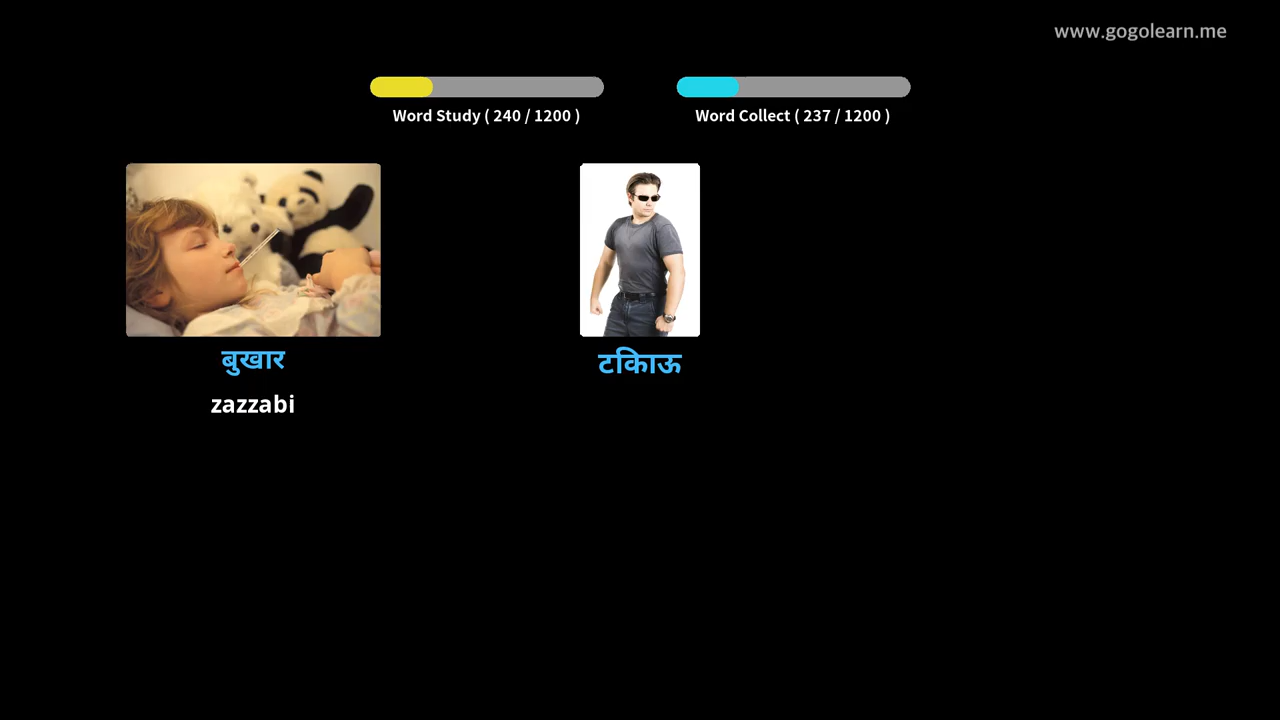 www.gogolearn.me
Word Study ( 240 / 1200 )
Word Collect ( 237 / 1200 )
बुखार
टिकाऊ
zazzabi